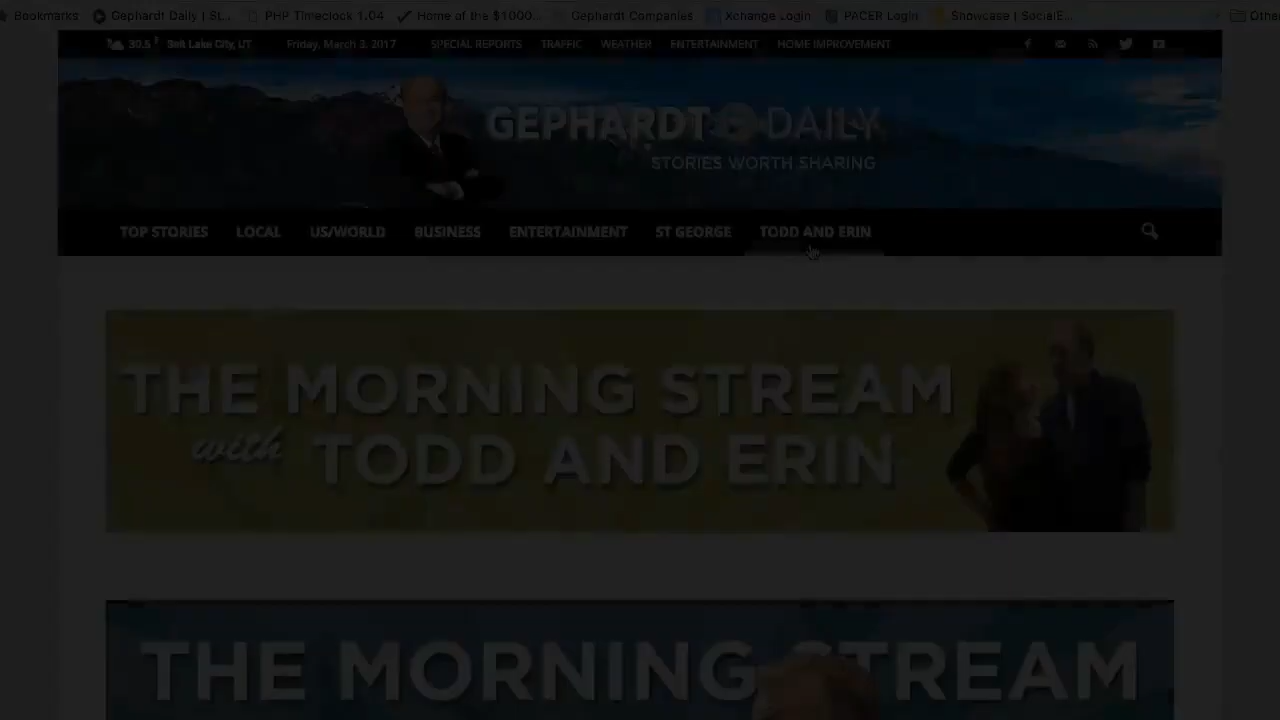 Bookmarks Gephardt Daily | St... PHP Timeclock 1.04 Home of the $1000... Gephardt Companies Xchange Login PACER Login Showcase | SocialE... Othe
30.5 F Salt Lake City, UT Friday, March 3, 2017 SPECIAL REPORTS TRAFFIC WEATHER ENTERTAINMENT HOME IMPROVEMENT
GEPHARDT DAILY
STORIES WORTH SHARING
TOP STORIES LOCAL US/WORLD BUSINESS ENTERTAINMENT ST GEORGE TODD AND ERIN
THE MORNING STREAM
with TODD AND ERIN
THE MORNING STREAM